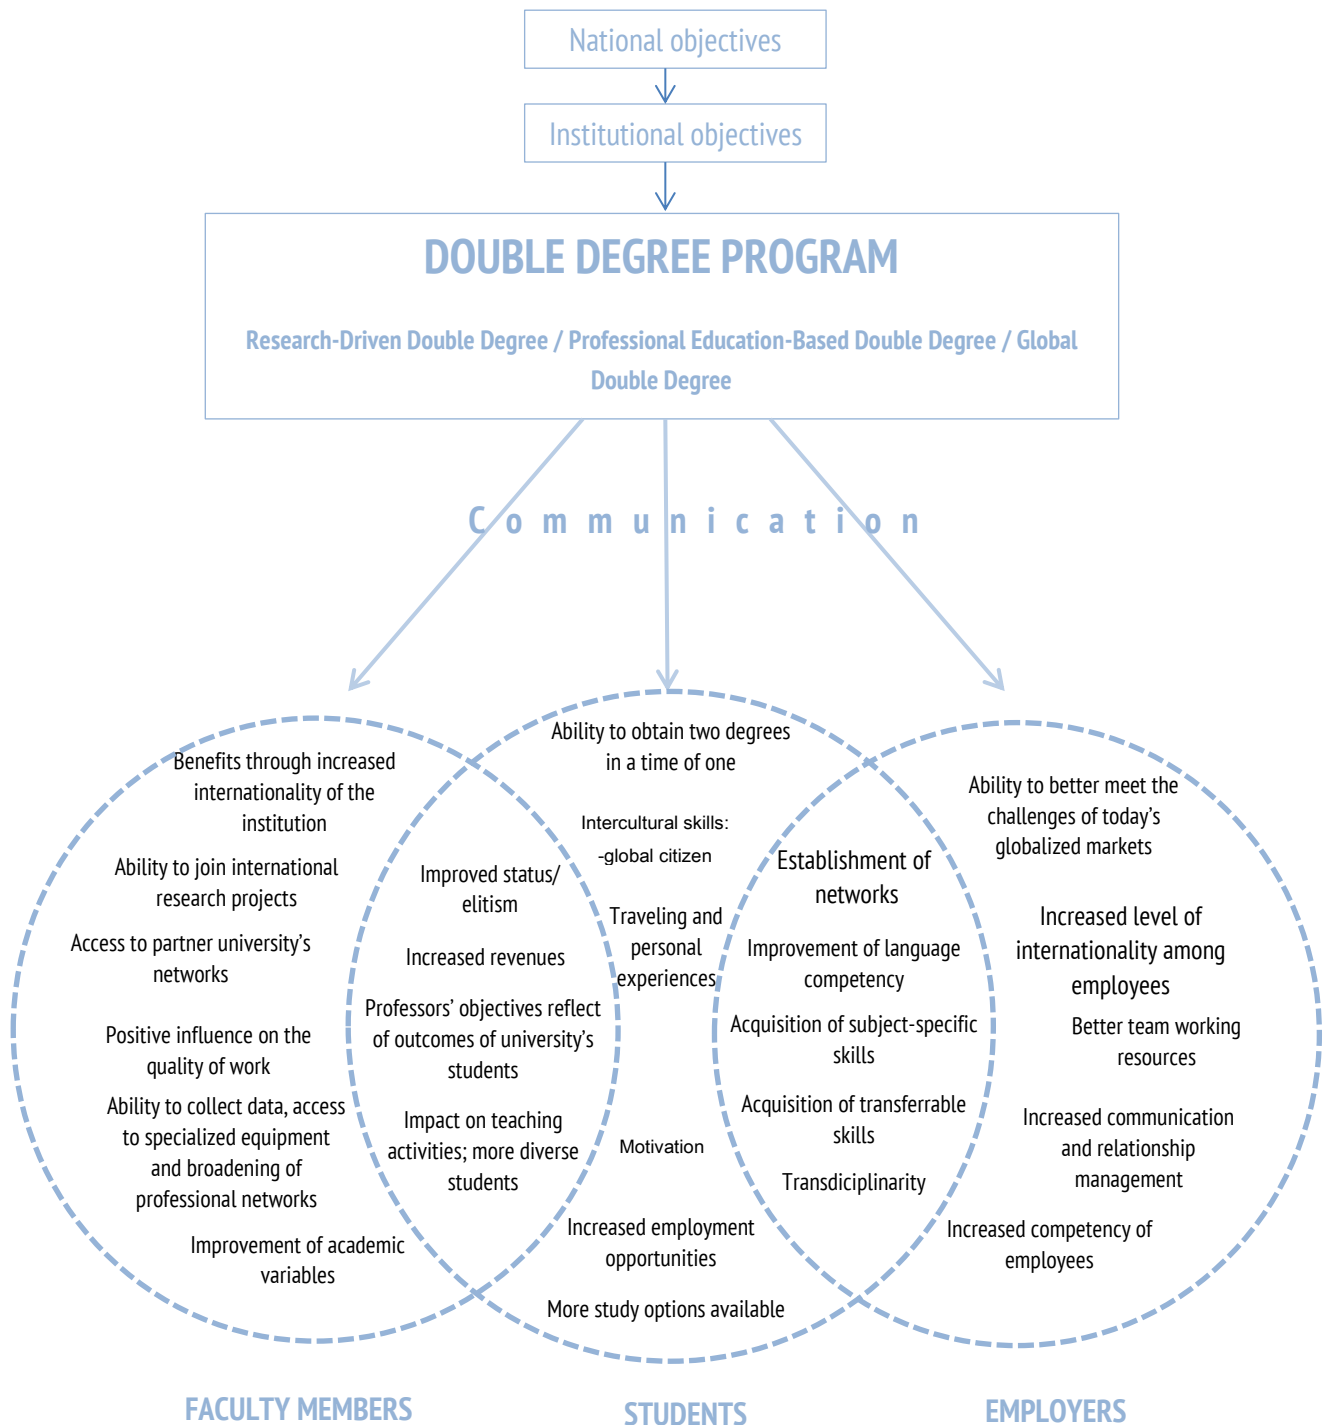 National objectives
Institutional objectives
DOUBLE DEGREE PROGRAM
Research-Driven Double Degree / Professional Education-Based Double Degree / Global
Double Degree
Communication
Benefits through increased
internationality of the
institution
Ability to join international
research projects
Access to partner university's
networks
Positive influence on the
quality of work
Ability to collect data, access
to specialized equipment
and broadening of
professional networks
Improvement of academic
variables
Improved status/
elitism
Increased revenues
Professors' objectives reflect
of outcomes of university's
students
Impact on teaching
activities; more diverse
students
Ability to obtain two degrees
in a time of one
Intercultural skills:
-global citizen
Traveling and
personal
experiences
Motivation
Increased employment
opportunities
More study options available
Establishment of
networks
Improvement of language
competency
Acquisition of subject-specific
skills
Acquisition of transferrable
skills
Transdiciplinarity
Ability to better meet the
challenges of today's
globalized markets
Increased level of
internationality among
employees
Better team working
resources
Increased communication
and relationship
management
Increased competency of
employees
FACULTY MEMBERS
STUDENTS
EMPLOYERS